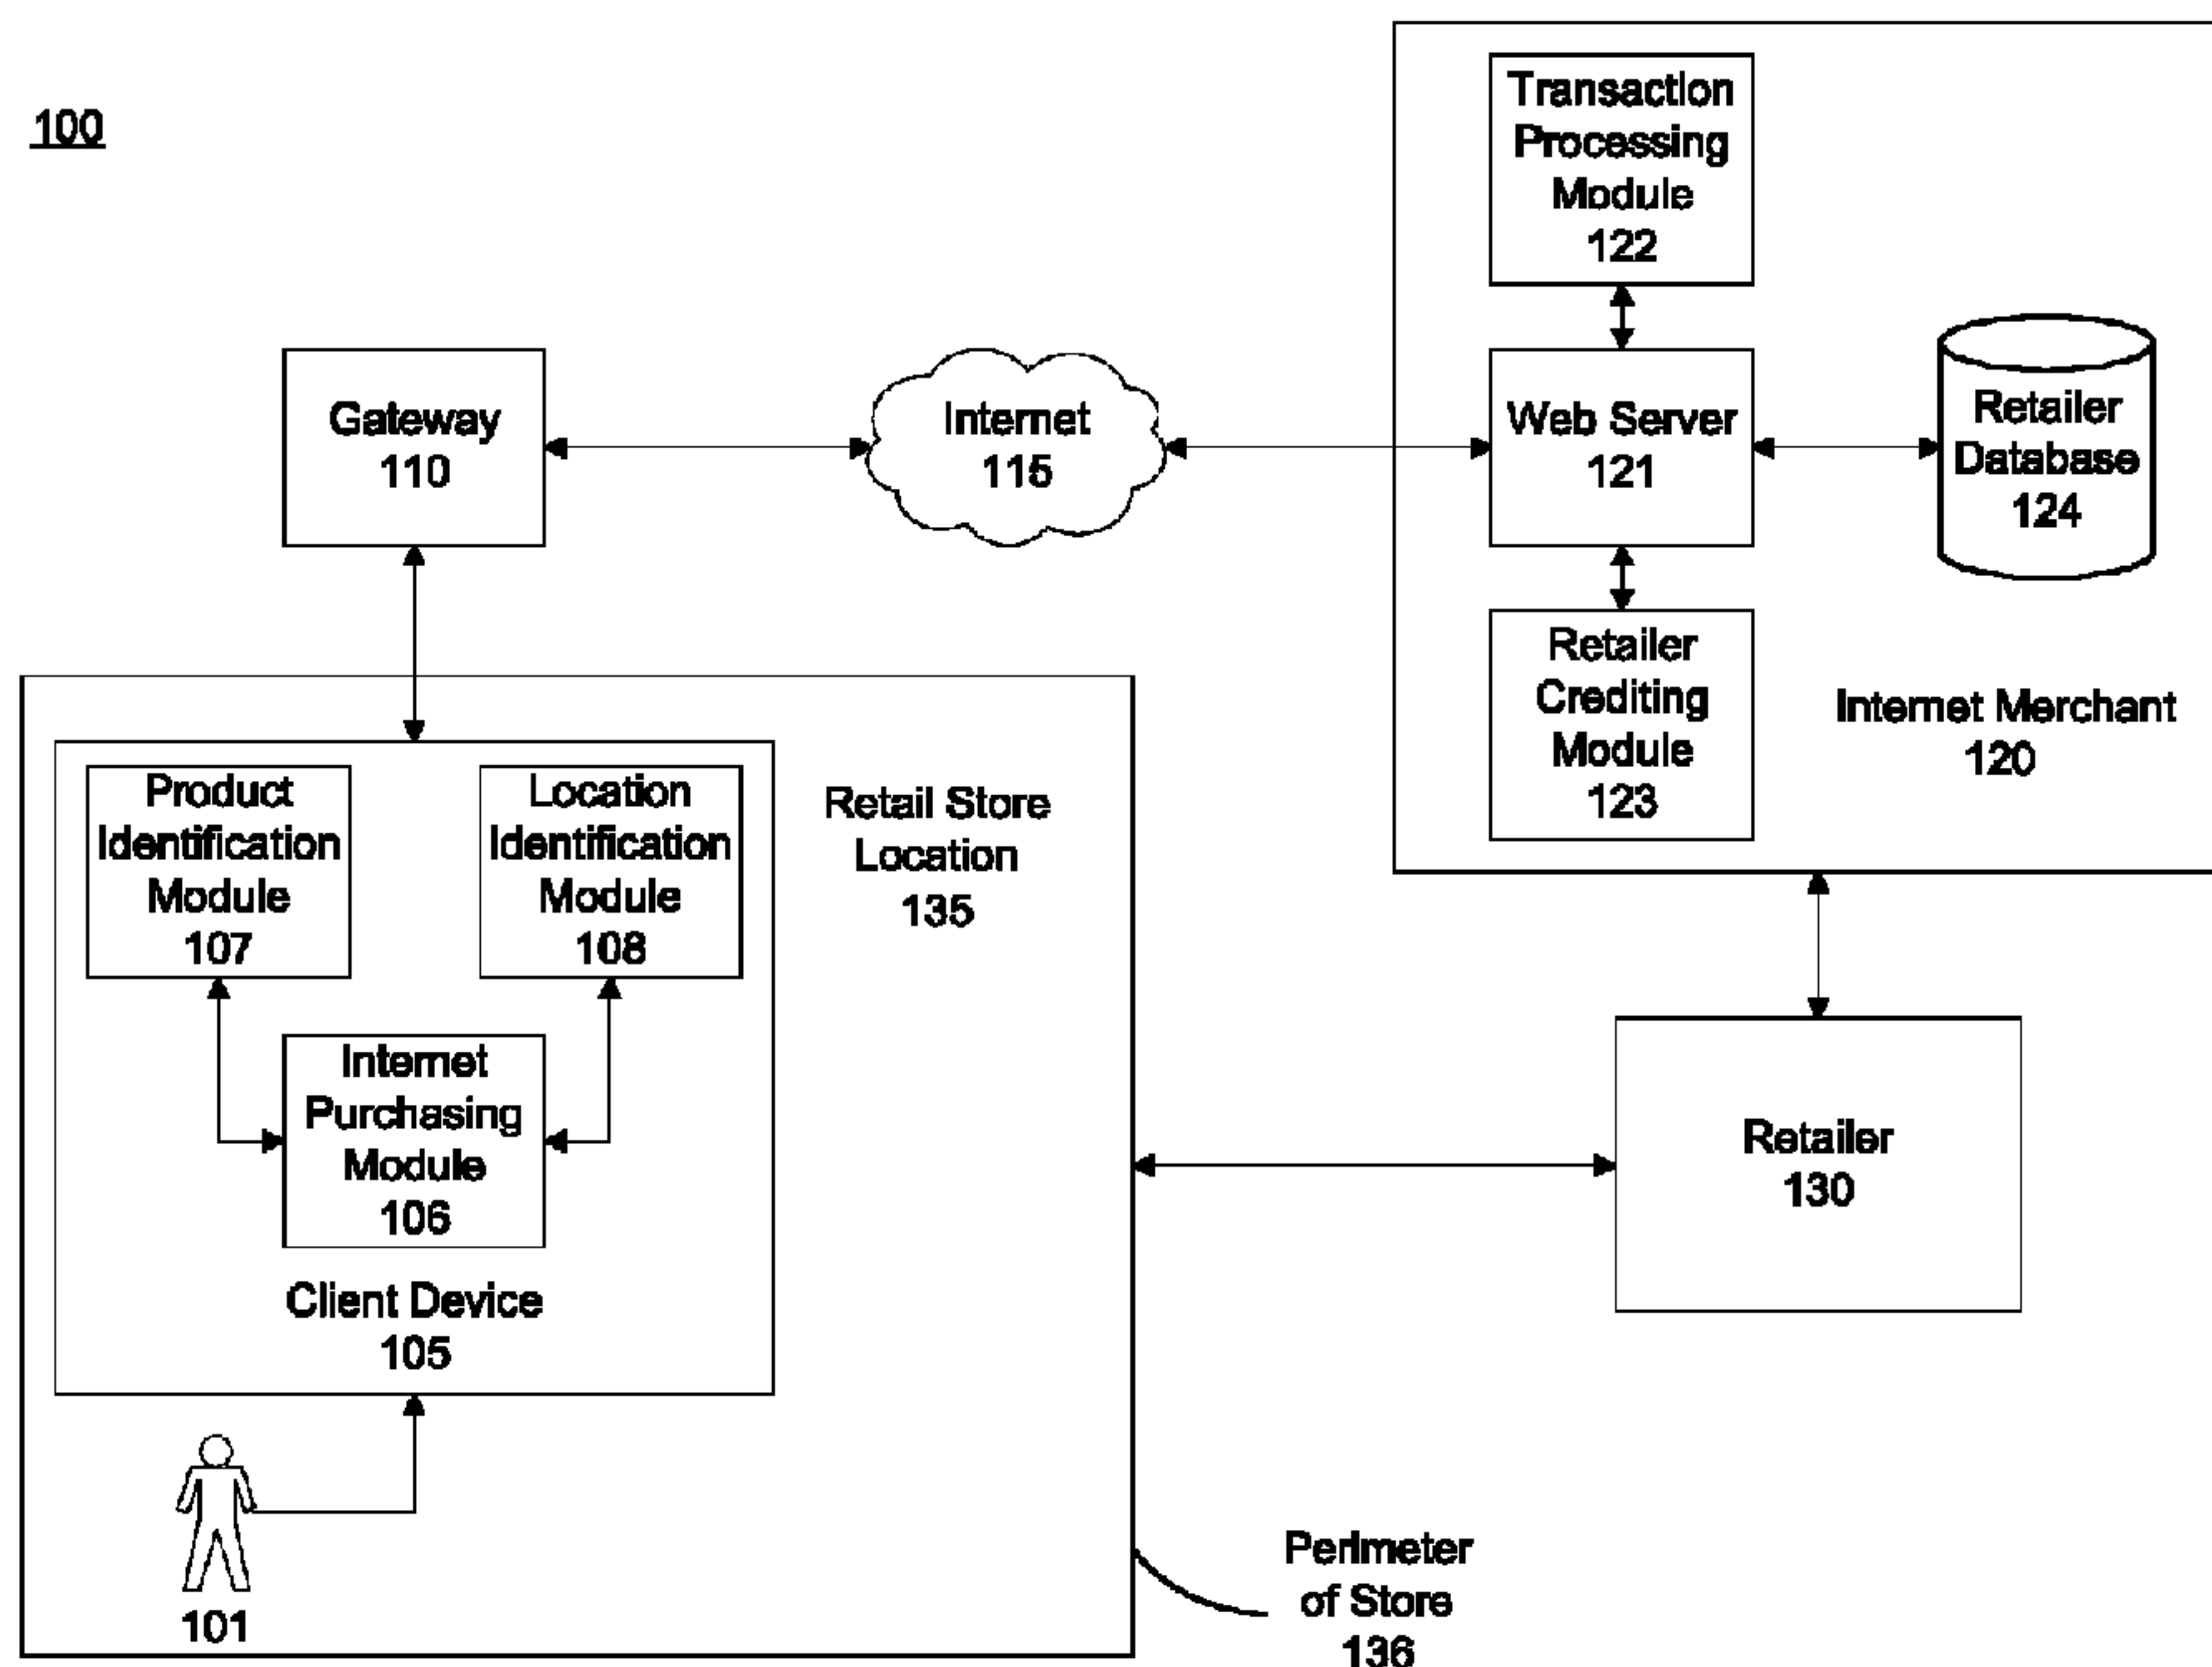 100
Transaction
Processing
Module
122
Gateway
110
Internet
115
Web Server
121
Retailer
Database
124
Retailer
Crediting
Module
123
Internet Merchant
120
Product
Identification
Module
107
Location
Identification
Module
108
Retail Store
Location
135
Internet
Purchasing
Module
106
Client Device
105
Retailer
130
101
Perimeter
of Store
136